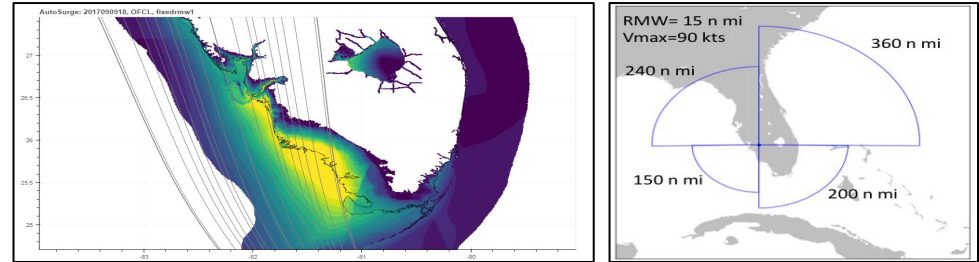 AutoSurge: 2017090918, OFCL, fixedrmw1
27
26.5
26
25.5
25
-83
-82
-81
-80
RMW= 15 n mi
Vmax=90 kts
360 n mi
240 n mi
150 n mi
200 n mi